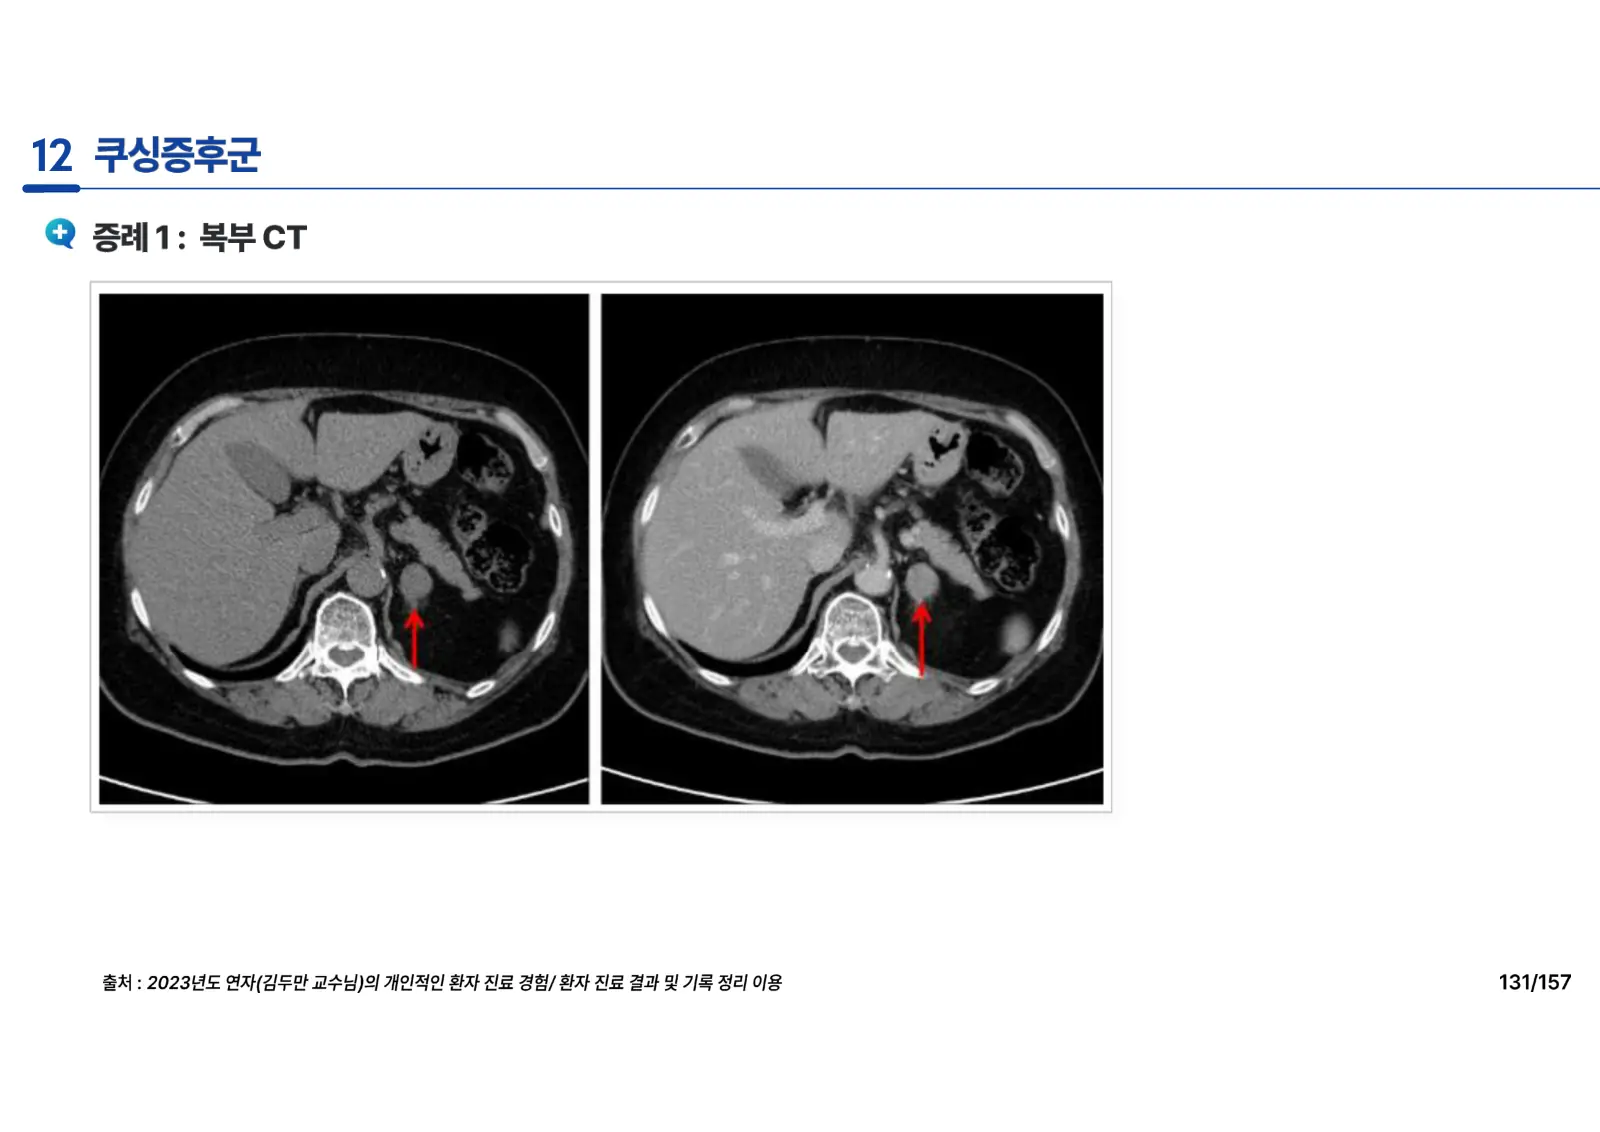 12 쿠싱증후군
증례 1 : 복부 CT
출처 : 2023년도 연자(김두만 교수님)의 개인적인 환자 진료 경험/ 환자 진료 결과 및 기록 정리 이용
131/157